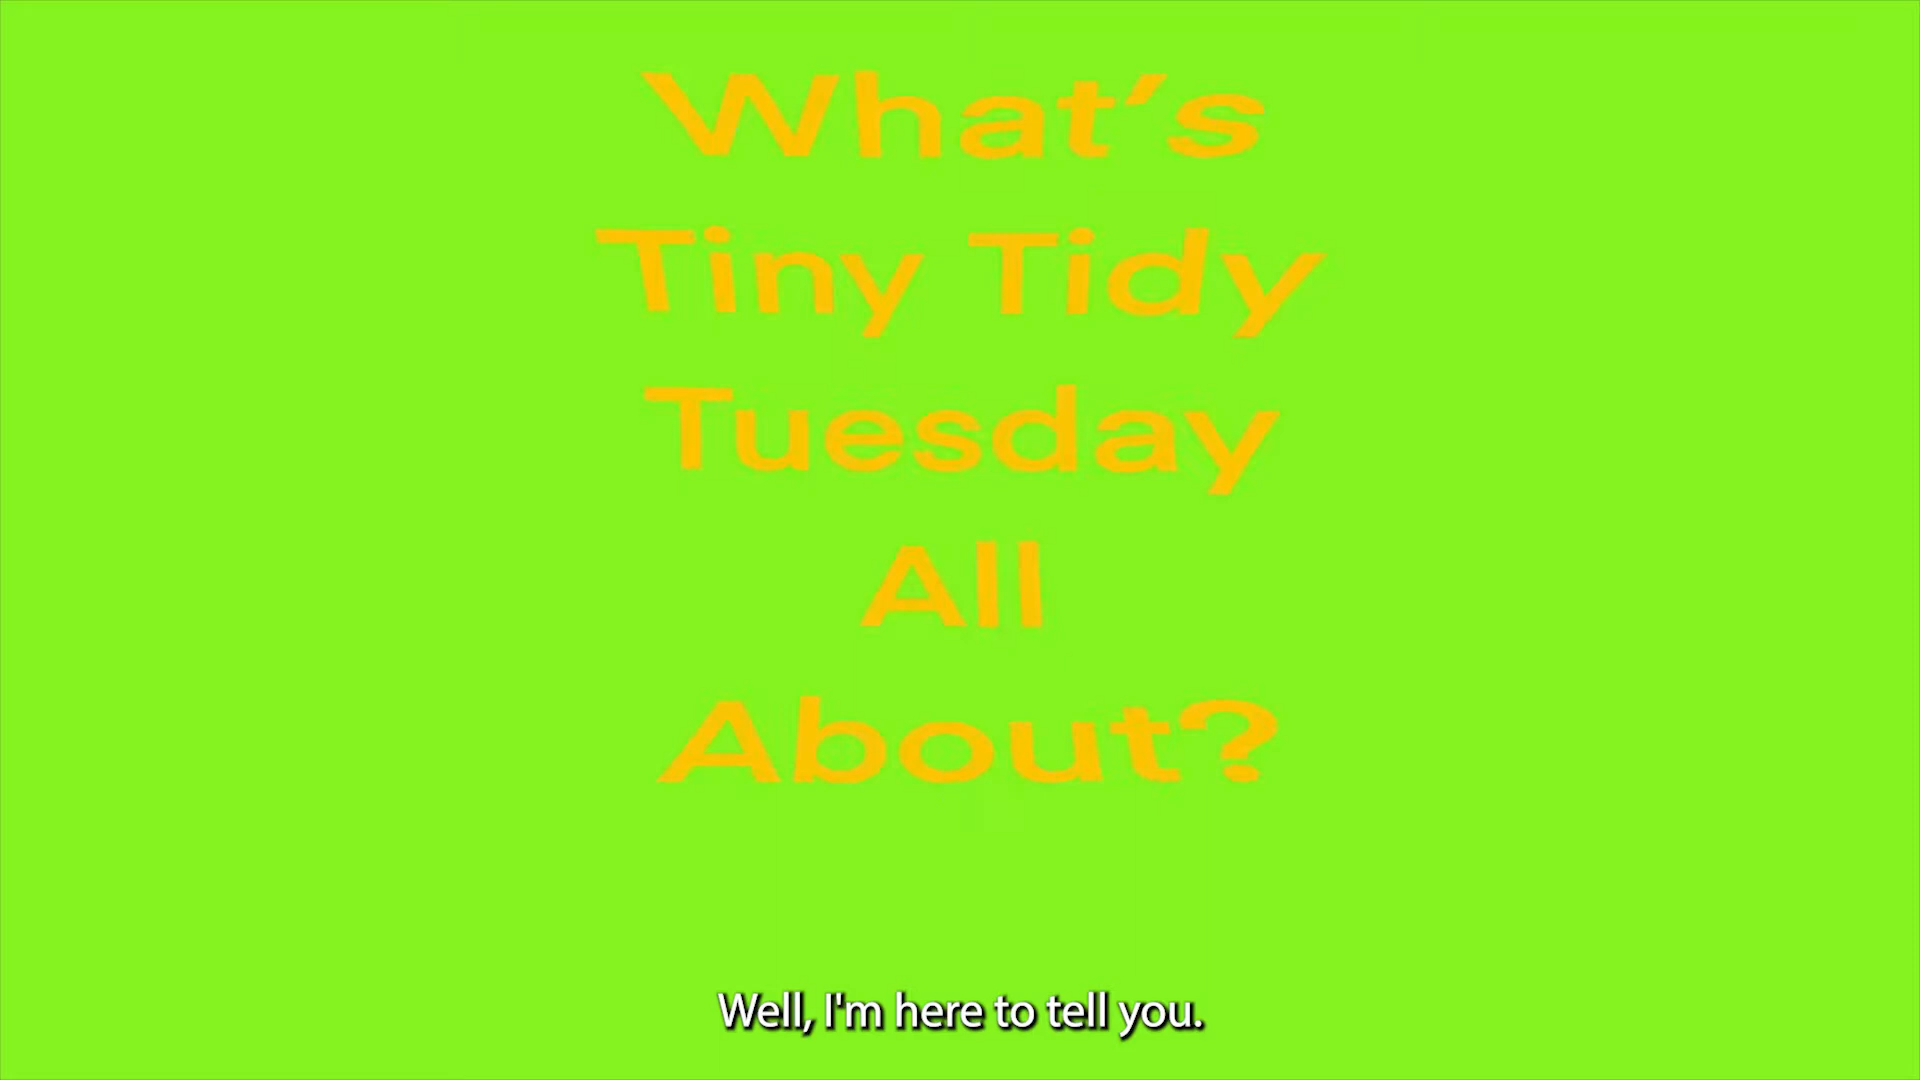 What's
Tiny Tidy
Tuesday
All
About?
Well, I'm here to tell you.